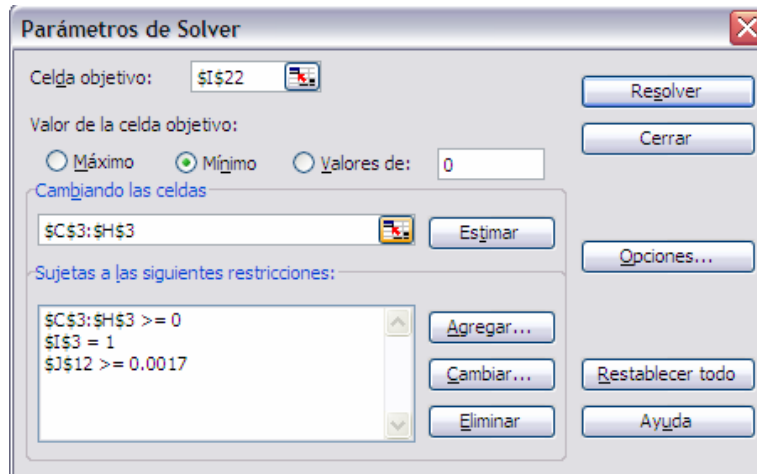 Parámetros de Solver
Celda objetivo: $I$22
Resolver
Valor de la celda objetivo:
Cerrar
Máximo Mínimo Valores de: 0
Cambiando las celdas
$C$3:$H$3 Estimar
Opciones...
Sujetas a las siguientes restricciones:
$C$3:$H$3 >= 0
$I$3 = 1
$J$12 >= 0.0017
Agregar...
Cambiar...
Restablecer todo
Eliminar
Ayuda